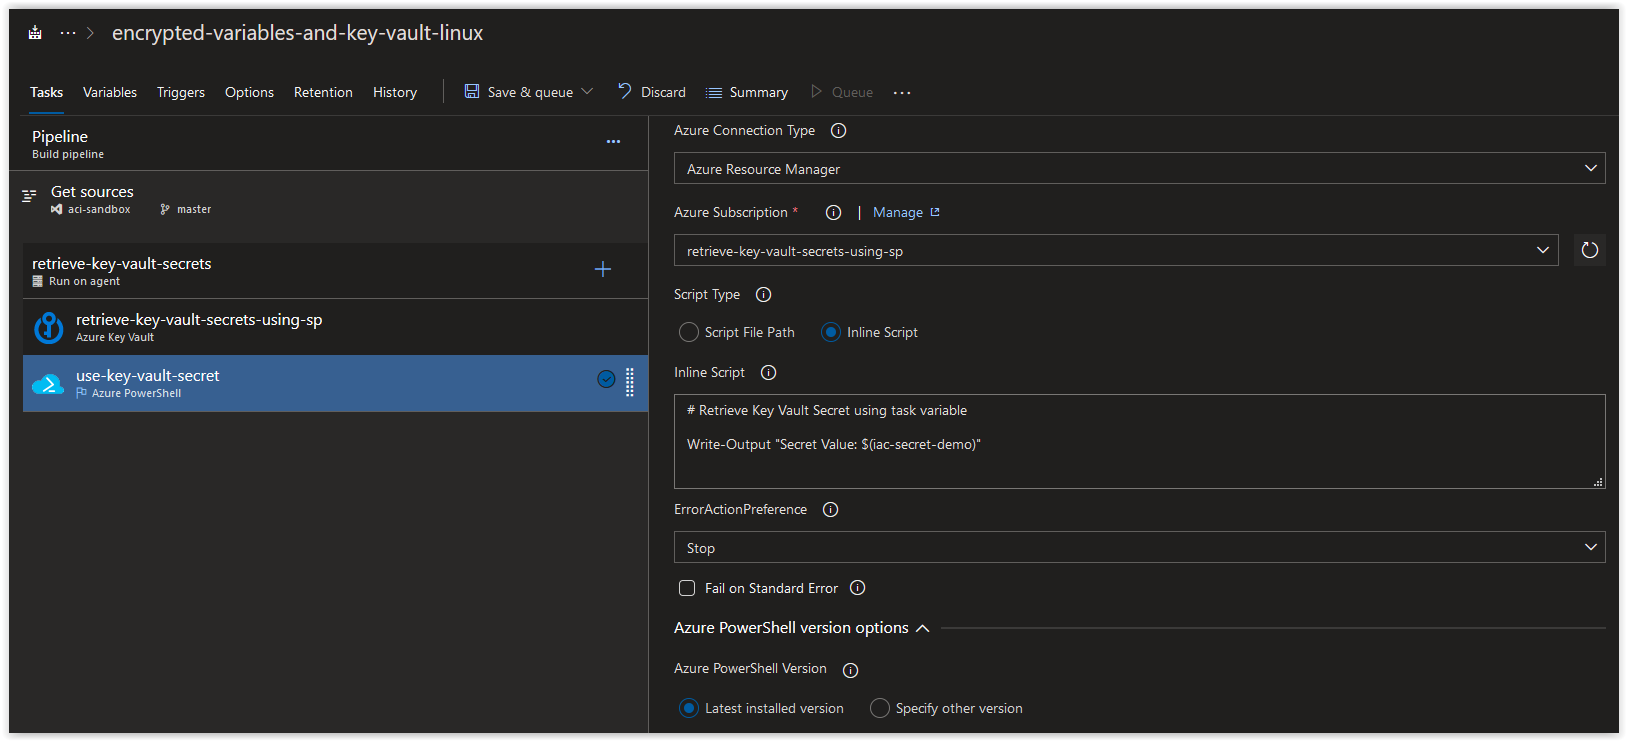 encrypted-variables-and-key-vault-linux
Tasks Variables Triggers Options Retention History Save & queue Discard Summary Queue
Pipeline
Build pipeline
Get sources
aci-sandbox master
retrieve-key-vault-secrets
Run on agent
retrieve-key-vault-secrets-using-sp
Azure Key Vault
use-key-vault-secret
Azure PowerShell
Azure Connection Type
Azure Resource Manager
Azure Subscription * | Manage
retrieve-key-vault-secrets-using-sp
Script Type
Script File Path Inline Script
Inline Script
# Retrieve Key Vault Secret using task variable
Write-Output "Secret Value: $(iac-secret-demo)"
ErrorActionPreference
Stop
Fail on Standard Error
Azure PowerShell version options
Azure PowerShell Version
Latest installed version Specify other version